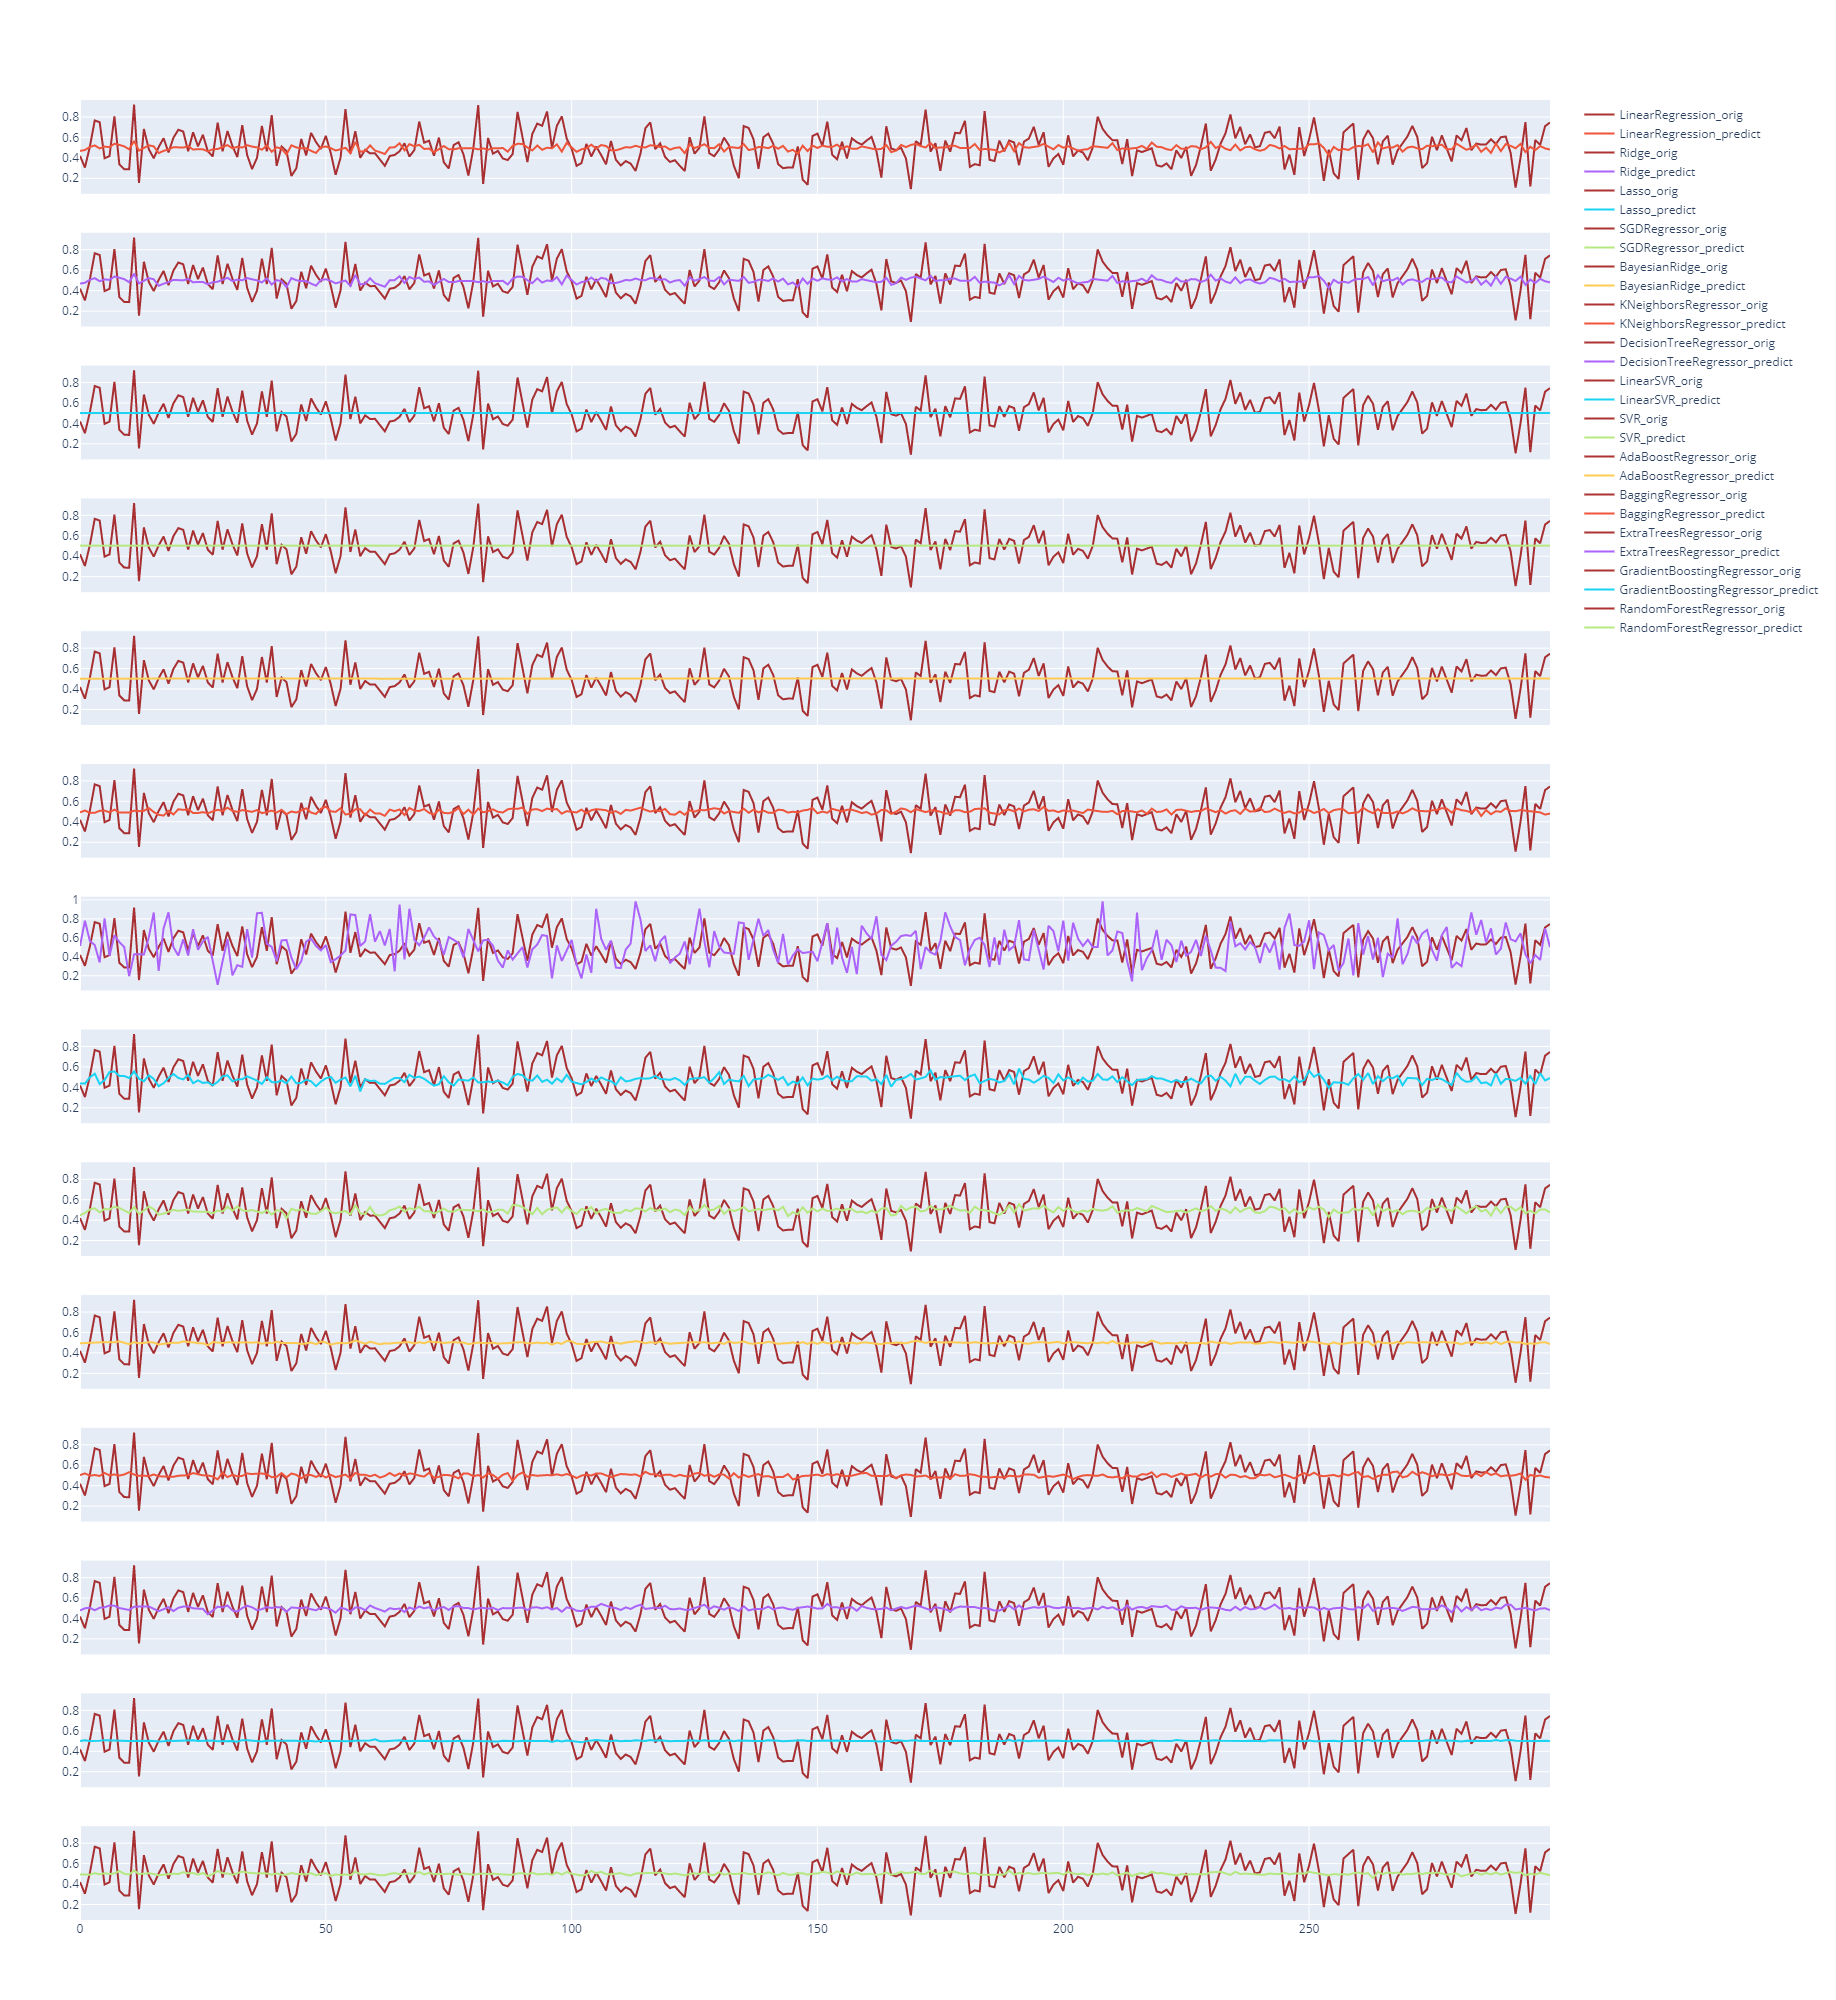 0.8
0.6
0.4
0.2
0.8
0.6
0.4
0.2
0.8
0.6
0.4
0.2
0.8
0.6
0.4
0.2
0.8
0.6
0.4
0.2
0.8
0.6
0.4
0.2
1
0.8
0.6
0.4
0.2
0.8
0.6
0.4
0.2
0.8
0.6
0.4
0.2
0.8
0.6
0.4
0.2
0.8
0.6
0.4
0.2
0.8
0.6
0.4
0.2
0.8
0.6
0.4
0.2
0.8
0.6
0.4
0.2
0 50 100 150 200 250
LinearRegression_orig
LinearRegression_predict
Ridge_orig
Ridge_predict
Lasso_orig
Lasso_predict
SGDRegressor_orig
SGDRegressor_predict
BayesianRidge_orig
BayesianRidge_predict
KNeighborsRegressor_orig
KNeighborsRegressor_predict
DecisionTreeRegressor_orig
DecisionTreeRegressor_predict
LinearSVR_orig
LinearSVR_predict
SVR_orig
SVR_predict
AdaBoostRegressor_orig
AdaBoostRegressor_predict
BaggingRegressor_orig
BaggingRegressor_predict
ExtraTreesRegressor_orig
ExtraTreesRegressor_predict
GradientBoostingRegressor_orig
GradientBoostingRegressor_predict
RandomForestRegressor_orig
RandomForestRegressor_predict